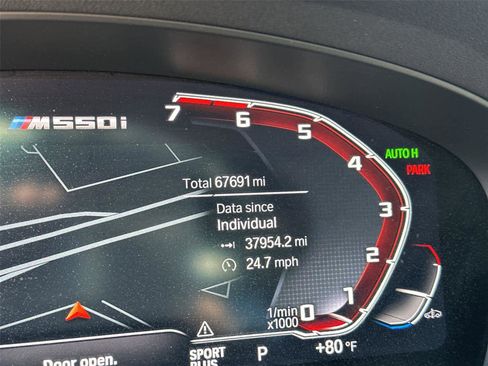 M550i
7
6
5
4
3
2
1
0
AUTO H
PARK
Total 67691 mi
Data since
Individual
37954.2 mi
24.7 mph
1/min
x1000
Door open.
SPORT
PLUS
P
+80 °F